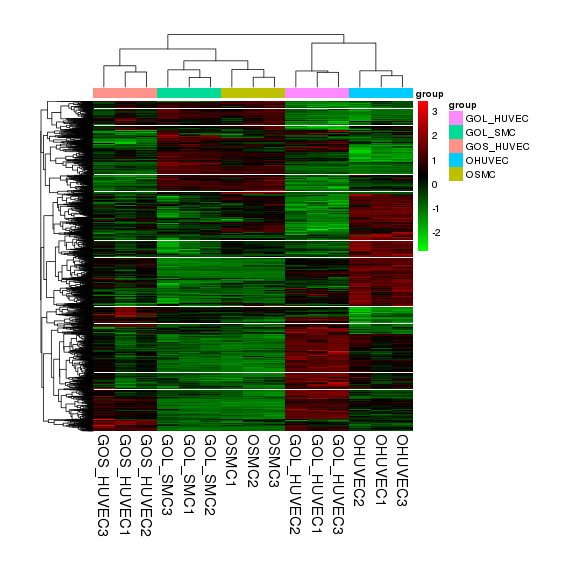 group
3
2
1
0
-1
-2
group
GOL_HUVEC
GOL_SMC
GOS_HUVEC
OHUVEC
OSMC
GOS_HUVEC3
GOS_HUVEC1
GOS_HUVEC2
GOL_SMC3
GOL_SMC1
GOL_SMC2
OSMC1
OSMC2
OSMC3
GOL_HUVEC2
GOL_HUVEC1
GOL_HUVEC3
OHUVEC2
OHUVEC1
OHUVEC3